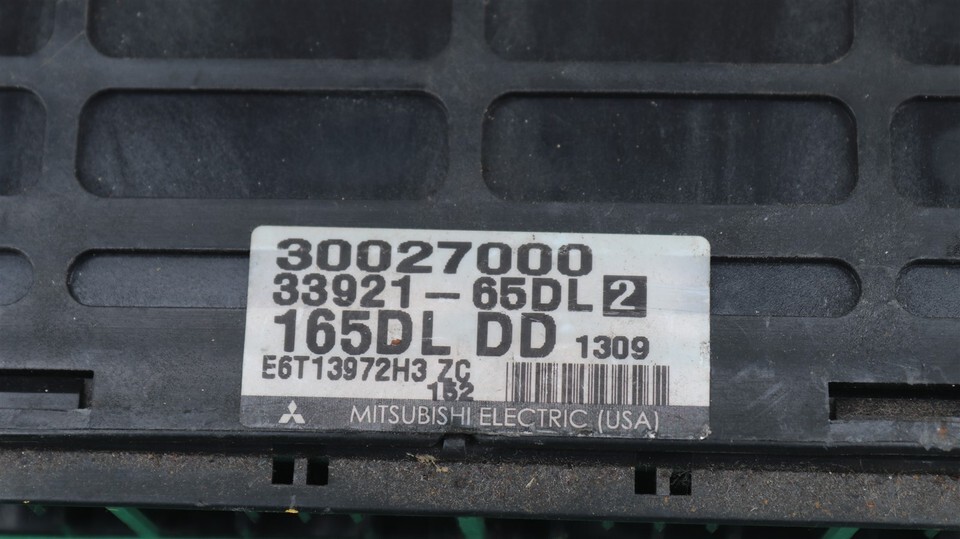 30027000
33921-65DL 2
165DL DD 1309
E6T13972H3 ZC
152
MITSUBISHI ELECTRIC (USA)